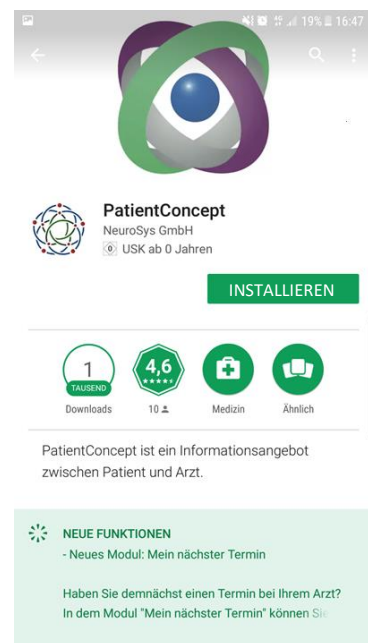 19% 16:47
PatientConcept
NeuroSys GmbH
0 USK ab 0 Jahren
INSTALLIEREN
1
TAUSEND
4,6
Downloads 10 Medizin Ähnlich
PatientConcept ist ein Informationsangebot
zwischen Patient und Arzt.
NEUE FUNKTIONEN
- Neues Modul: Mein nächster Termin
Haben Sie demnächst einen Termin bei Ihrem Arzt?
In dem Modul "Mein nächster Termin" können Sie